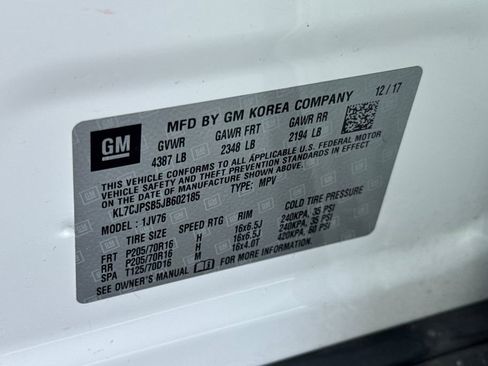 GM
MFD BY GM KOREA COMPANY
12/17
GVWR GAWR FRT GAWR RR
4387 LB 2348 LB 2194 LB
THIS VEHICLE CONFORMS TO ALL APPLICABLE U.S. FEDERAL MOTOR
VEHICLE SAFETY AND THEFT PREVENTION STANDARDS IN EFFECT
ON THE DATE OF MANUFACTURE SHOWN ABOVE.
KL7CJPSB5JB602185 TYPE: MPV
MODEL: 1JV76
TIRE SIZE SPEED RTG RIM COLD TIRE PRESSURE
FRT P205/70R16 H 16x6.5J 240KPA, 35 PSI
RR P205/70R16 H 16x6.5J 240KPA, 35 PSI
SPA T125/70D16 M 16x4.0T 420KPA, 60 PSI
SEE OWNER'S MANUAL
FOR MORE INFORMATION